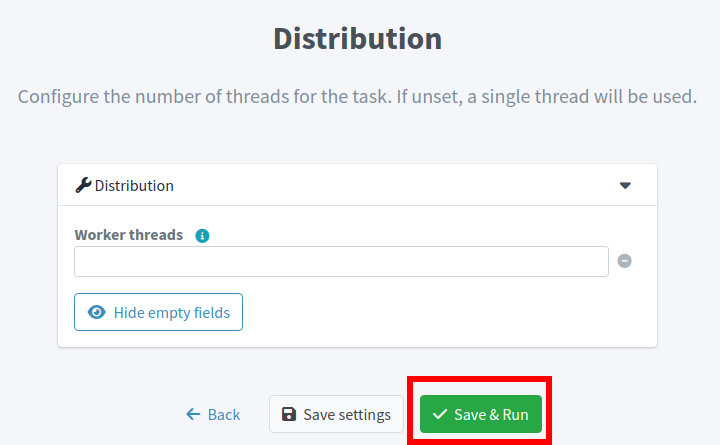 Distribution
Configure the number of threads for the task. If unset, a single thread will be used.
Distribution
Worker threads
Hide empty fields
Back
Save settings
Save & Run